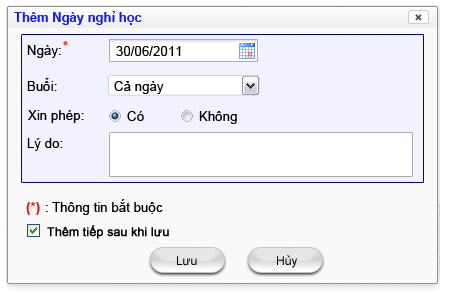 Thêm Ngày nghỉ học
Ngày:* 30/06/2011
Buổi: Cả ngày
Xin phép: Có Không
Lý do:
(*) : Thông tin bắt buộc
Thêm tiếp sau khi lưu
Lưu Hủy